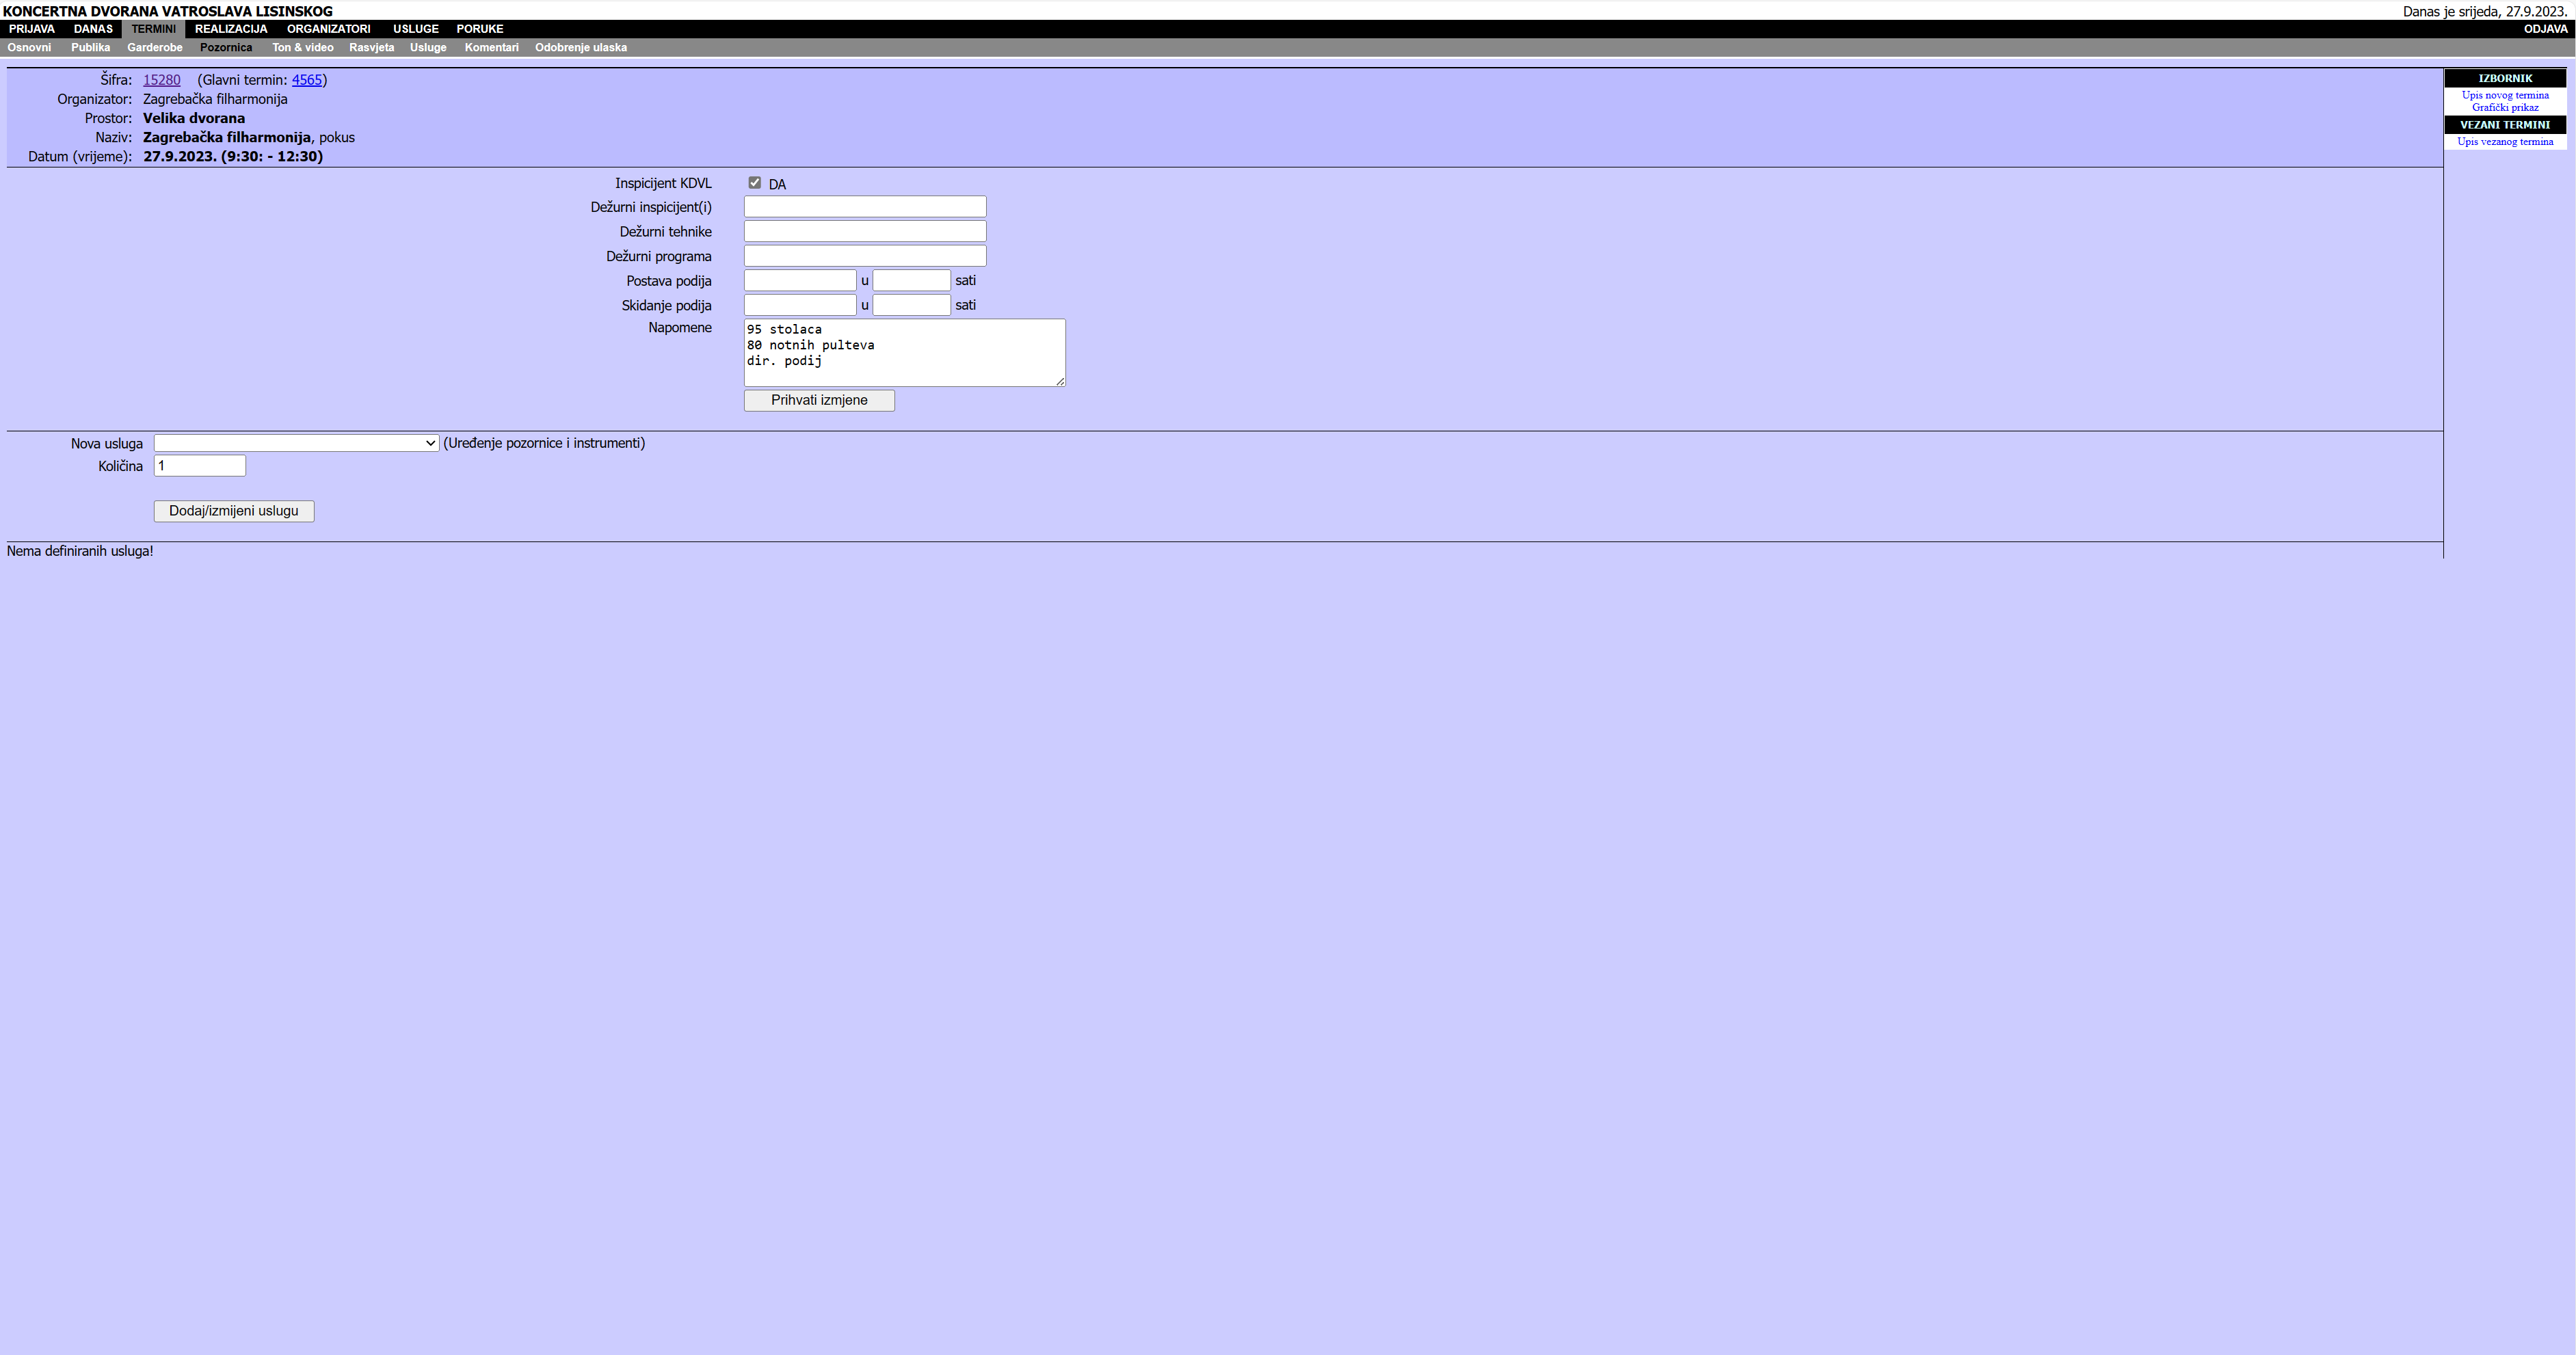 KONCERTNA DVORANA VATROSLAVA LISINSKOG
Danas je srijeda, 27.9.2023.
PRIJAVA DANAS TERMINI REALIZACIJA ORGANIZATORI USLUGE PORUKE ODJAVA
Osnovni Publika Garderobe Pozornica Ton & video Rasvjeta Usluge Komentari Odobrenje ulaska
Šifra: 15280 (Glavni termin: 4565)
Organizator: Zagrebačka filharmonija
Prostor: Velika dvorana
Naziv: Zagrebačka filharmonija, pokus
Datum (vrijeme): 27.9.2023. (9:30: - 12:30)
IZBORNIK
Upis novog termina
Grafički prikaz
VEZANI TERMINI
Upis vezanog termina
Inspicijent KDVL DA
Dežurni inspicijent(i)
Dežurni tehnike
Dežurni programa
Postava podija u sati
Skidanje podija u sati
Napomene
95 stolaca
80 notnih pulteva
dir. podij
Prihvati izmjene
Nova usluga (Uređenje pozornice i instrumenti)
Količina 1
Dodaj/izmijeni uslugu
Nema definiranih usluga!